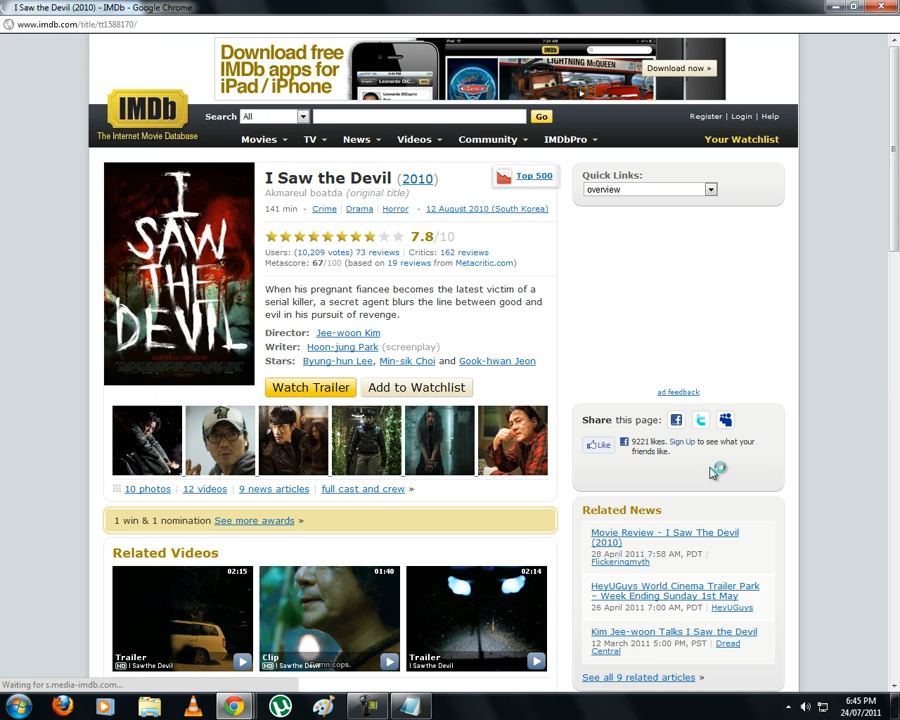 I Saw the Devil (2010) - IMDb - Google Chrome
www.imdb.com/title/tt1588170/
Download free
IMDb apps for
iPad / iPhone
IMDb
LIGHTNING MCQUEEN
Download now »
IMDb
The Internet Movie Database
Search All Go
Register | Login | Help
Movies TV News Videos Community IMDbPro Your Watchlist
I SAW THE DEVIL
I Saw the Devil (2010)
Top 500
Akmareul boatda (original title)
141 min - Crime | Drama | Horror - 12 August 2010 (South Korea)
7.8/10
Users: (10,209 votes) 73 reviews | Critics: 162 reviews
Metascore: 67/100 (based on 19 reviews from Metacritic.com)
When his pregnant fiancee becomes the latest victim of a
serial killer, a secret agent blurs the line between good and
evil in his pursuit of revenge.
Director: Jee-woon Kim
Writer: Hoon-jung Park (screenplay)
Stars: Byung-hun Lee, Min-sik Choi and Gook-hwan Jeon
Watch Trailer Add to Watchlist
10 photos | 12 videos | 9 news articles | full cast and crew »
1 win & 1 nomination See more awards »
Related Videos
02:15
Trailer
HD I Saw the Devil
01:40
Clip
HD I Saw the Devil
02:14
Trailer
HD I Saw the Devil
Quick Links:
overview
ad feedback
Share this page:
Like 9221 likes. Sign Up to see what your
friends like.
Related News
Movie Review - I Saw The Devil
(2010)
28 April 2011 7:58 AM, PDT |
Flickeringmyth
HeyUGuys World Cinema Trailer Park
– Week Ending Sunday 1st May
26 April 2011 7:00 AM, PDT | HeyUGuys
Kim Jee-woon Talks I Saw the Devil
12 March 2011 5:00 PM, PST | Dread
Central
See all 9 related articles »
Waiting for s.media-imdb.com...
6:45 PM
24/07/2011